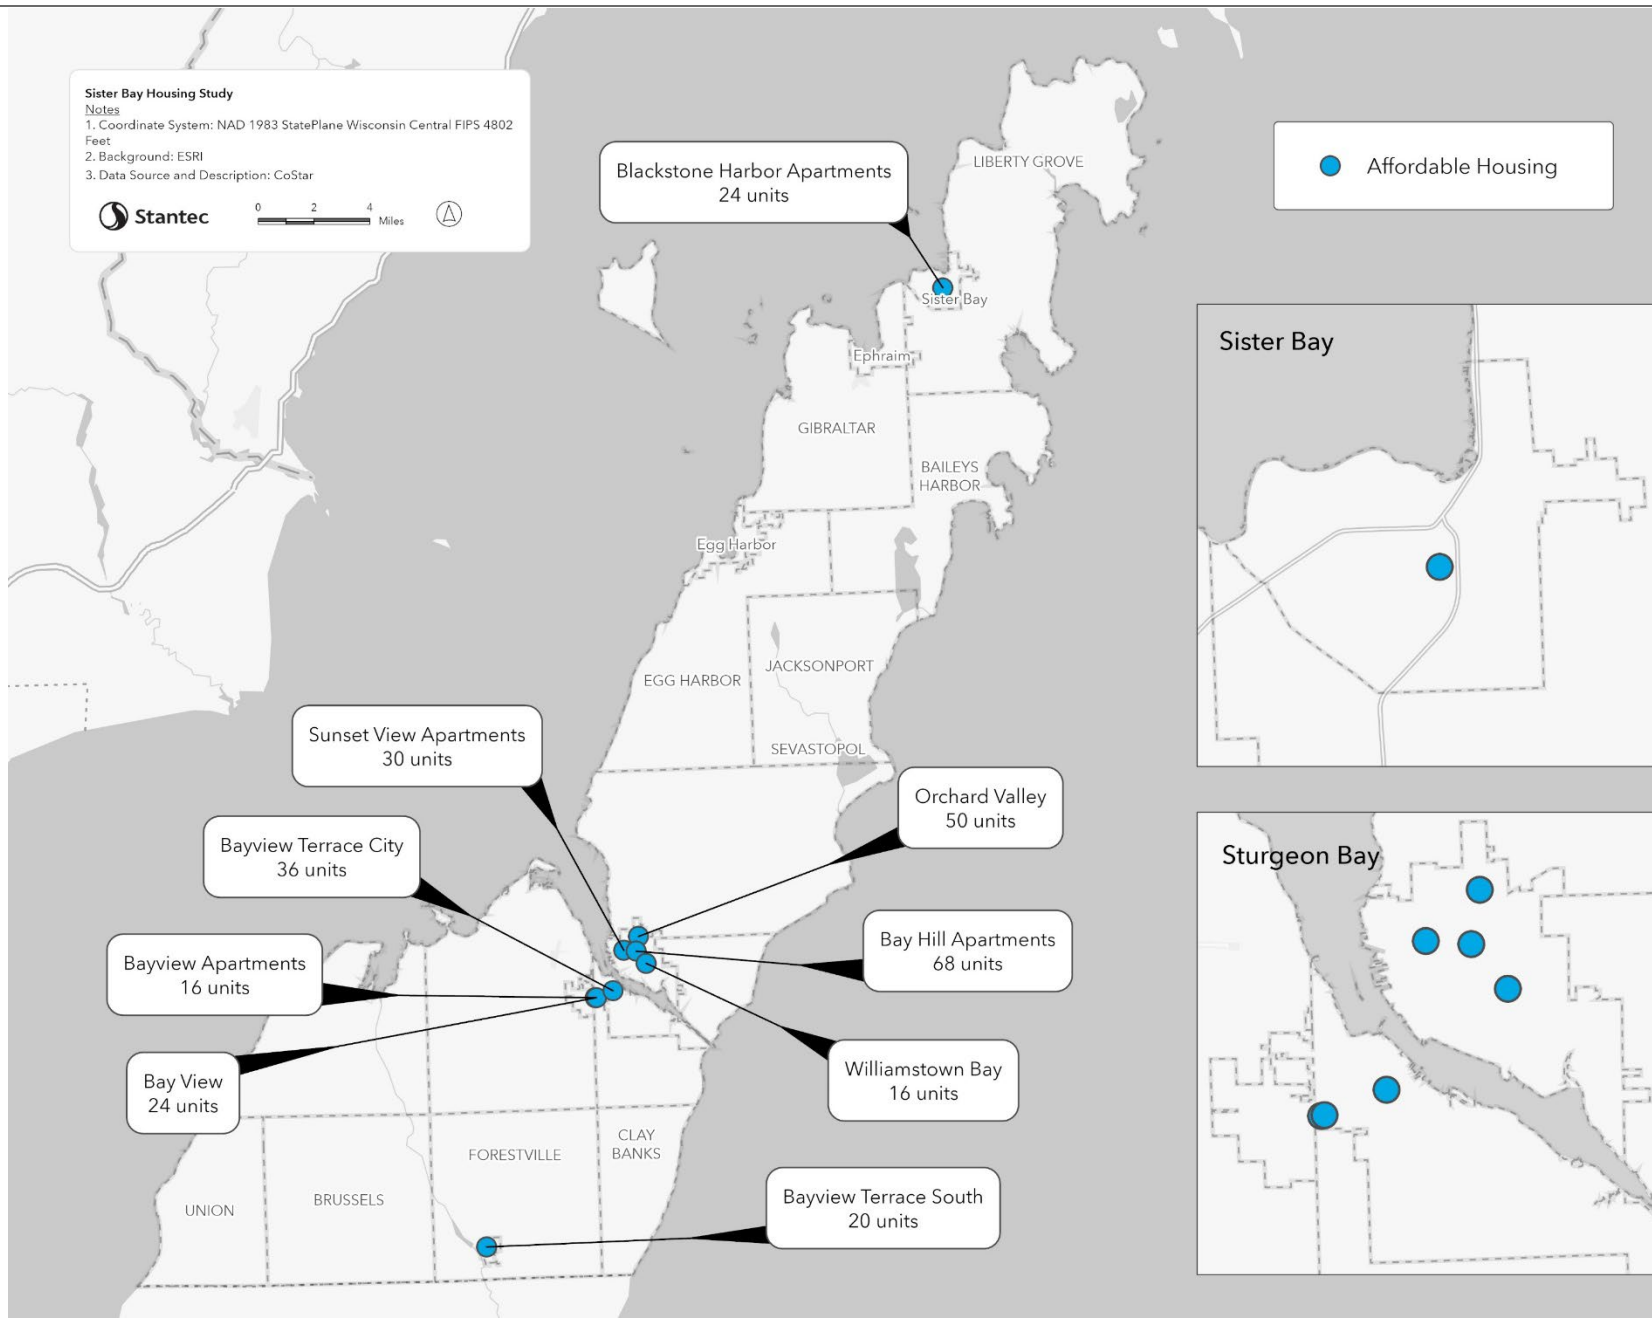 Sister Bay Housing Study
Notes
1. Coordinate System: NAD 1983 StatePlane Wisconsin Central FIPS 4802
Feet
2. Background: ESRI
3. Data Source and Description: CoStar
Stantec
0 2 4
Miles
Blackstone Harbor Apartments
24 units
LIBERTY GROVE
Affordable Housing
Sister Bay
Ephraim
GIBRALTAR
BAILEYS
HARBOR
Egg Harbor
EGG HARBOR
JACKSONPORT
SEVASTOPOL
Sunset View Apartments
30 units
Orchard Valley
50 units
Bayview Terrace City
36 units
Bay Hill Apartments
68 units
Bayview Apartments
16 units
Williamstown Bay
16 units
Bay View
24 units
CLAY
BANKS
FORESTVILLE
BRUSSELS
UNION
Bayview Terrace South
20 units
Sister Bay
Sturgeon Bay